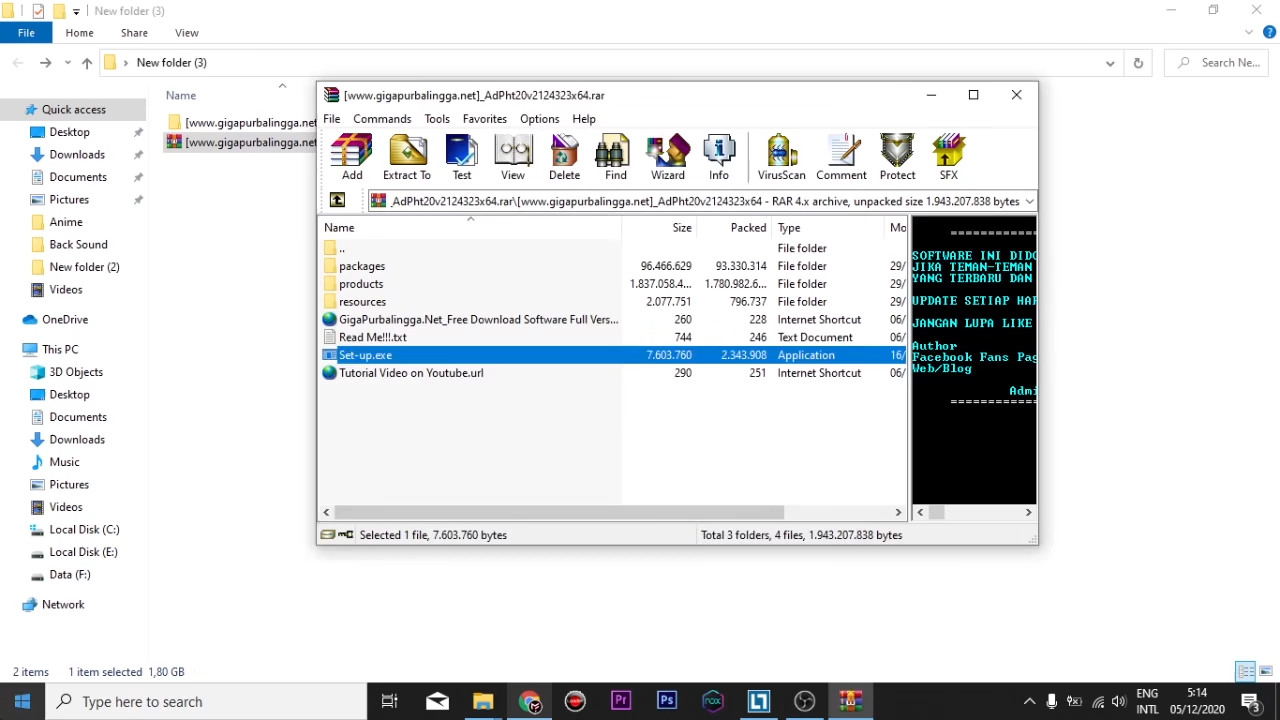 New folder (3)
File
Home
Share
View
New folder (3)
Search Ne...
Quick access
Desktop
Downloads
Documents
Pictures
Anime
Back Sound
New folder (2)
Videos
OneDrive
This PC
3D Objects
Desktop
Documents
Downloads
Music
Pictures
Videos
Local Disk (C:)
Local Disk (E:)
Data (F:)
Network
Name
[www.gigapurbalingga.net
[www.gigapurbalingga.net
[www.gigapurbalingga.net]_AdPht20v2124323x64.rar
File Commands Tools Favorites Options Help
Add
Extract To
Test
View
Delete
Find
Wizard
Info
VirusScan
Comment
Protect
SFX
_AdPht20v2124323x64.rar\[www.gigapurbalingga.net]_AdPht20v2124323x64 - RAR 4.x archive, unpacked size 1.943.207.838 bytes
Name Size Packed Type Mo
.. File folder
packages 96.466.629 93.330.314 File folder 29/
products 1.837.058.4... 1.780.982.6... File folder 29/
resources 2.077.751 796.737 File folder 29/
GigaPurbalingga.Net_Free Download Software Full Vers... 260 228 Internet Shortcut 06/
Read Me!!!.txt 744 246 Text Document 06/
Set-up.exe 7.603.760 2.343.908 Application 16/
Tutorial Video on Youtube.url 290 251 Internet Shortcut 06/
==========
SOFTWARE INI DIDO
JIKA TEMAN-TEMAN
YANG TERBARU DAN
UPDATE SETIAP HAR
JANGAN LUPA LIKE
Author
Facebook Fans Pag
Web/Blog
Admi
==========
Selected 1 file, 7.603.760 bytes
Total 3 folders, 4 files, 1.943.207.838 bytes
2 items
1 item selected 1,80 GB
Type here to search
Pr
Ps
ENG
INTL
5:14
05/12/2020
3